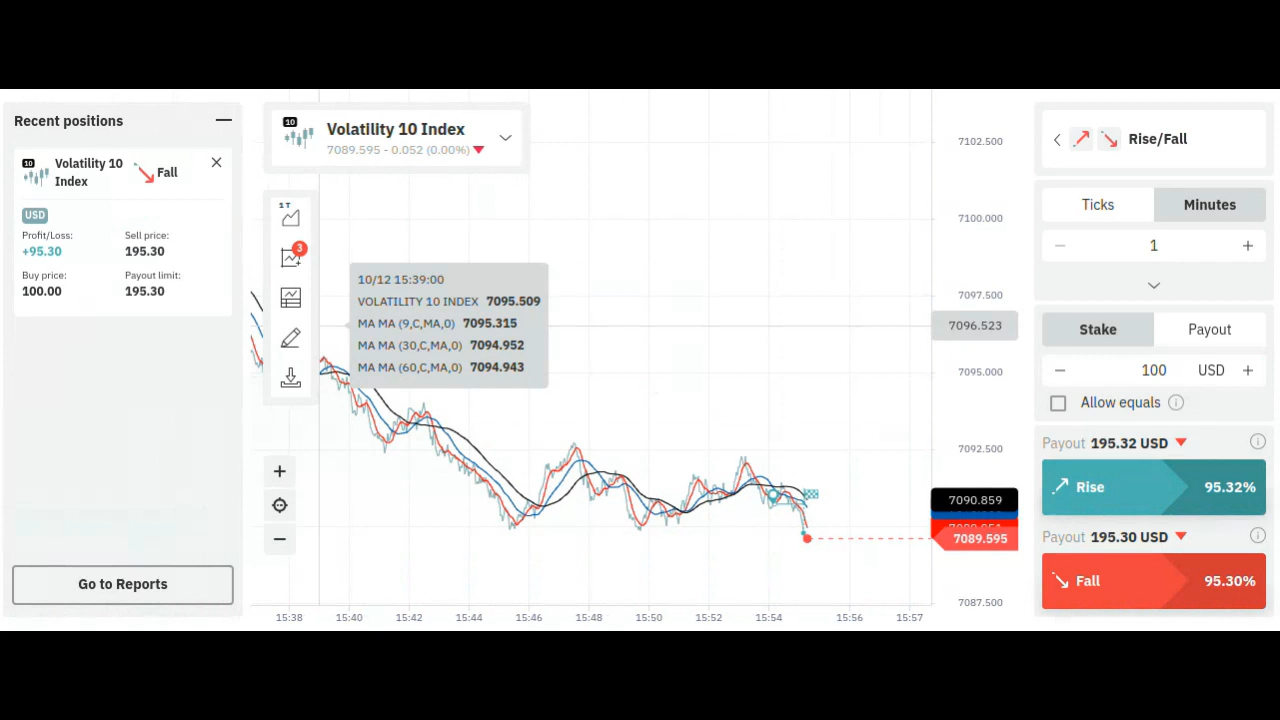 Recent positions
10
Volatility 10
Index
Fall
USD
Profit/Loss:
Sell price:
+95.30
195.30
Buy price:
Payout limit:
100.00
195.30
Go to Reports
10
Volatility 10 Index
7089.595 - 0.052 (0.00%)
1T
3
10/12 15:39:00
VOLATILITY 10 INDEX 7095.509
MA MA (9,C,MA,0) 7095.315
MA MA (30,C,MA,0) 7094.952
MA MA (60,C,MA,0) 7094.943
7102.500
7100.000
7097.500
7096.523
7095.000
7092.500
7090.859
7089.595
7087.500
15:38
15:40
15:42
15:44
15:46
15:48
15:50
15:52
15:54
15:56
15:57
Rise/Fall
Ticks
Minutes
− 1 +
Stake
Payout
− 100 USD +
Allow equals
Payout 195.32 USD
Rise 95.32%
Payout 195.30 USD
Fall 95.30%